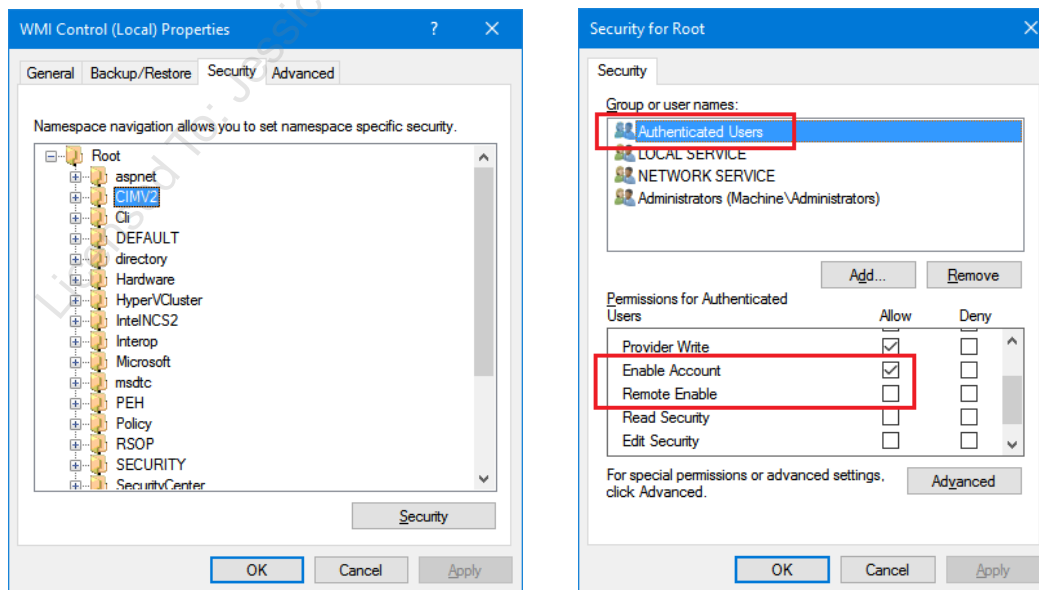 WMI Control (Local) Properties
General Backup/Restore Security Advanced
Namespace navigation allows you to set namespace specific security.
Root
aspnet
CIMV2
Cli
DEFAULT
directory
Hardware
HyperVCluster
IntelNCS2
Interop
Microsoft
msdtc
PEH
Policy
RSOP
SECURITY
SecurityCenter
Security
OK Cancel Apply
Licensed To:
Security for Root
Security
Group or user names:
Authenticated Users
LOCAL SERVICE
NETWORK SERVICE
Administrators (Machine\Administrators)
Add... Remove
Permissions for Authenticated
Users Allow Deny
Provider Write
Enable Account
Remote Enable
Read Security
Edit Security
For special permissions or advanced settings,
click Advanced.
Advanced
OK Cancel Apply